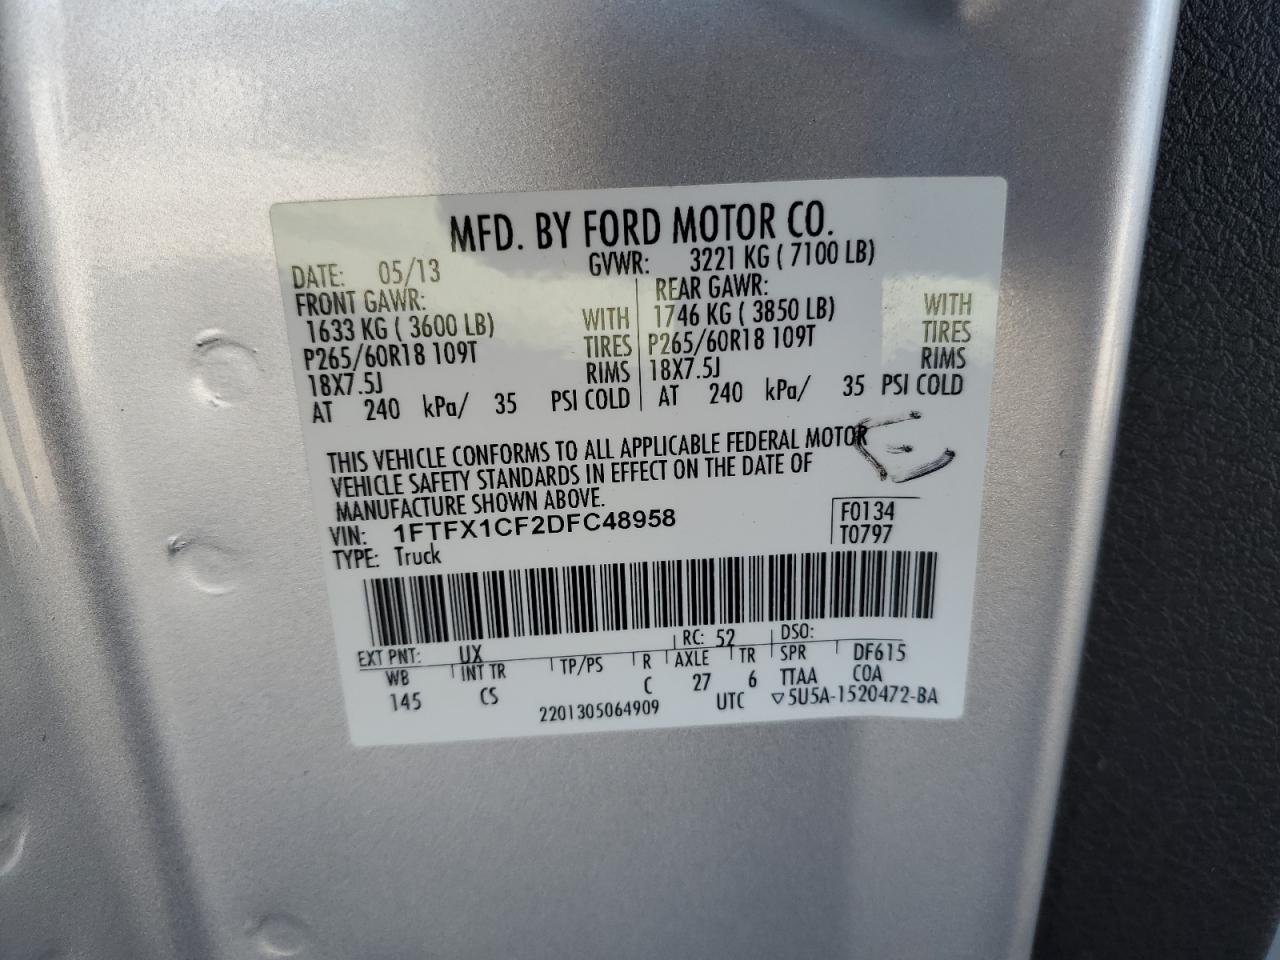 MFD. BY FORD MOTOR CO.
DATE: 05/13 GVWR: 3221 KG ( 7100 LB)
FRONT GAWR: REAR GAWR:
1633 KG ( 3600 LB) WITH 1746 KG ( 3850 LB) WITH
P265/60R18 109T TIRES P265/60R18 109T TIRES
18X7.5J RIMS 18X7.5J RIMS
AT 240 kPa/ 35 PSI COLD AT 240 kPa/ 35 PSI COLD
THIS VEHICLE CONFORMS TO ALL APPLICABLE FEDERAL MOTOR
VEHICLE SAFETY STANDARDS IN EFFECT ON THE DATE OF
MANUFACTURE SHOWN ABOVE.
VIN: 1FTFX1CF2DFC48958 F0134
TYPE: Truck T0797
EXT PNT: UX RC: 52 DSO:
WB INT TR TP/PS R AXLE TR SPR DF615
145 CS C 27 6 TTAA COA
2201305064909 UTC ▽5U5A-1520472-BA